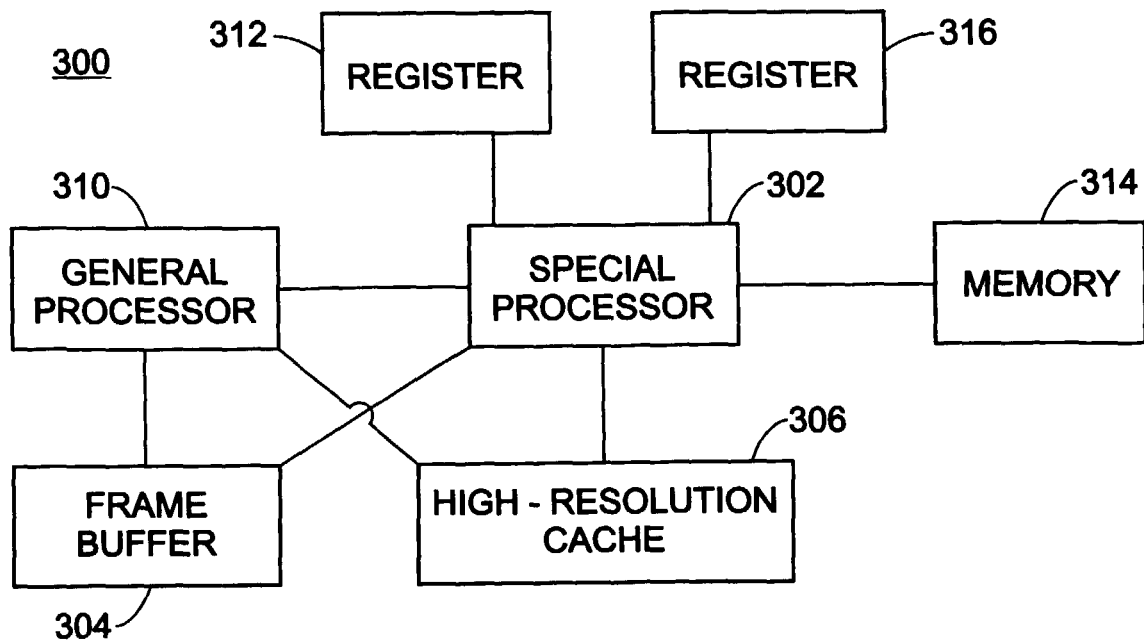 312
316
300
REGISTER
REGISTER
310
302
314
GENERAL
PROCESSOR
SPECIAL
PROCESSOR
MEMORY
306
FRAME
BUFFER
HIGH - RESOLUTION
CACHE
304